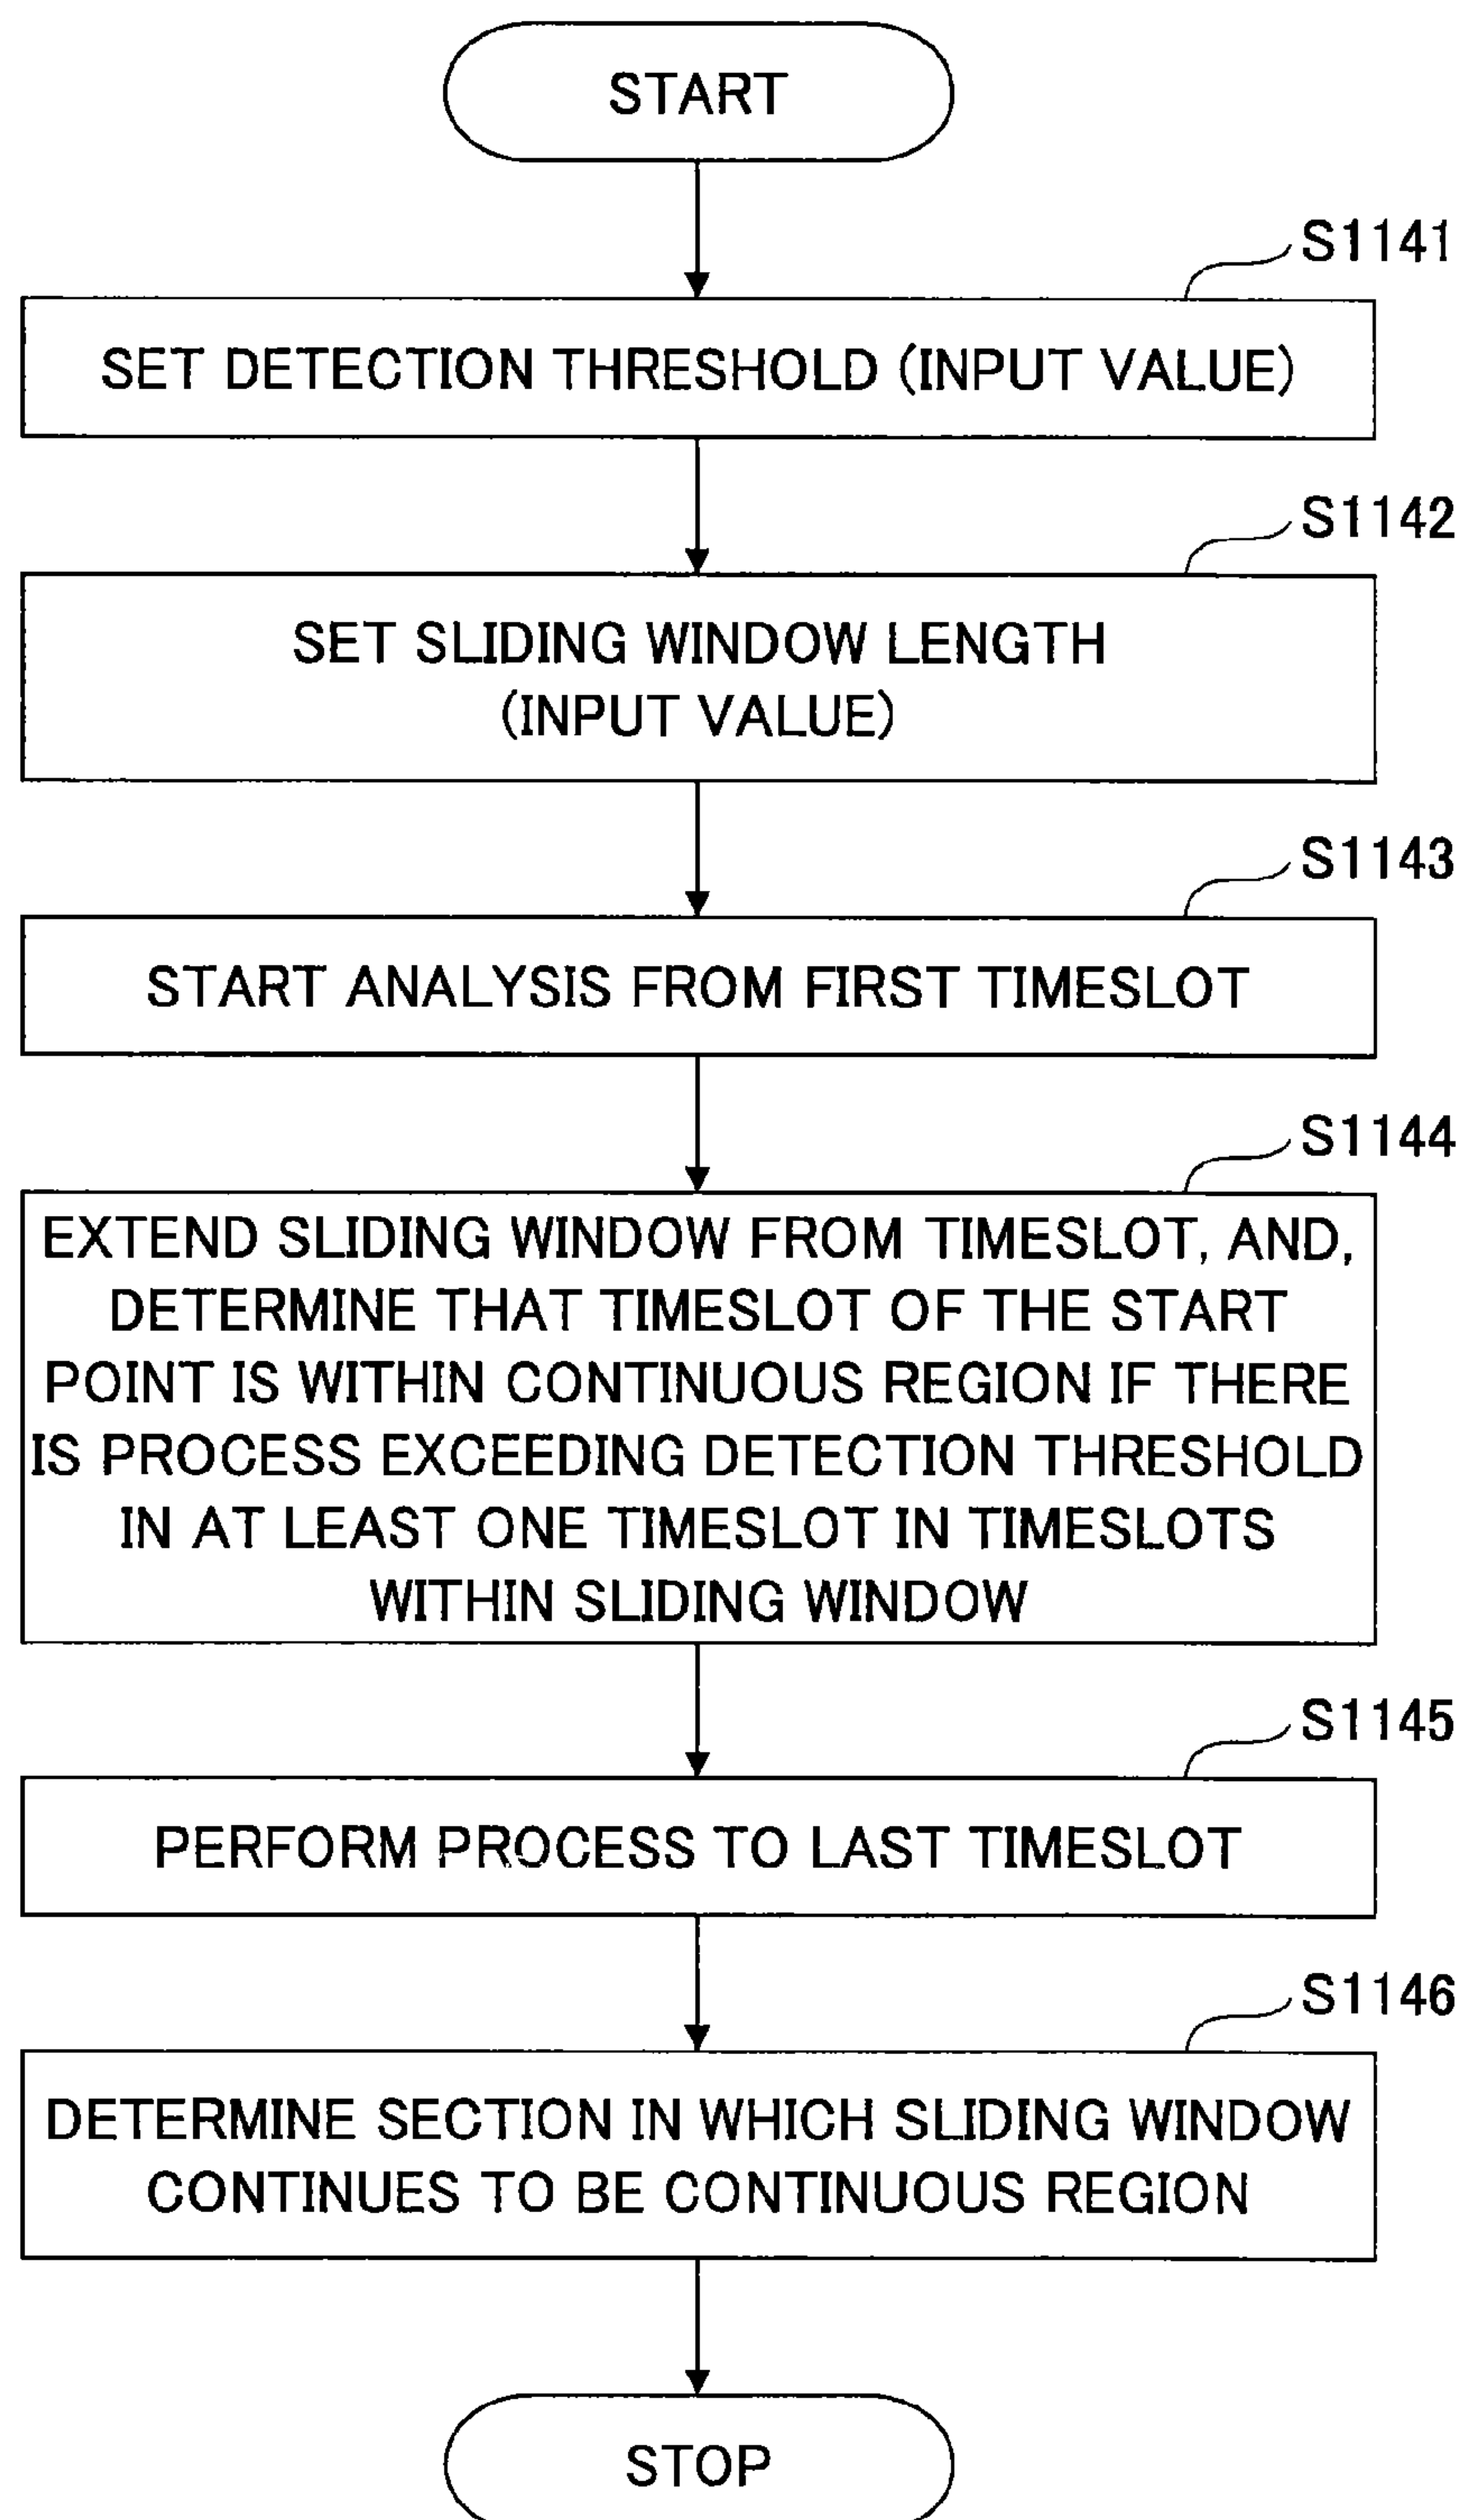 START
S1141
SET DETECTION THRESHOLD (INPUT VALUE)
S1142
SET SLIDING WINDOW LENGTH
(INPUT VALUE)
S1143
START ANALYSIS FROM FIRST TIMESLOT
S1144
EXTEND SLIDING WINDOW FROM TIMESLOT, AND,
DETERMINE THAT TIMESLOT OF THE START
POINT IS WITHIN CONTINUOUS REGION IF THERE
IS PROCESS EXCEEDING DETECTION THRESHOLD
IN AT LEAST ONE TIMESLOT IN TIMESLOTS
WITHIN SLIDING WINDOW
S1145
PERFORM PROCESS TO LAST TIMESLOT
S1146
DETERMINE SECTION IN WHICH SLIDING WINDOW
CONTINUES TO BE CONTINUOUS REGION
STOP